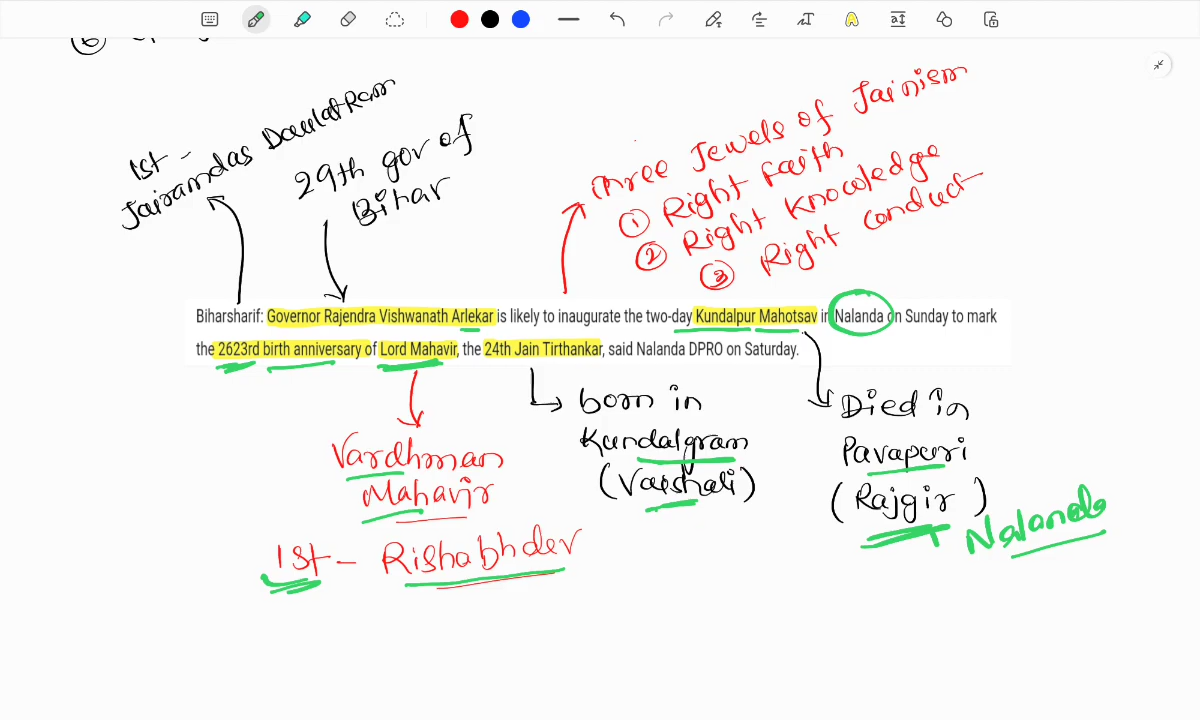 1st -
Jairamdas DaulatRam
29th gov of
Bihar
Three Jewels of Jainism
① Right Faith
② Right Knowledge
③ Right conduct
Biharsharif: Governor Rajendra Vishwanath Arlekar is likely to inaugurate the two-day Kundalpur Mahotsav in Nalanda on Sunday to mark
the 2623rd birth anniversary of Lord Mahavir, the 24th Jain Tirthankar, said Nalanda DPRO on Saturday.
Vardhman
Mahavir
1st - Rishabhdev
born in
Kundalgram
(Vaishali)
Died in
Pavapuri
(Rajgir)
Nalanda